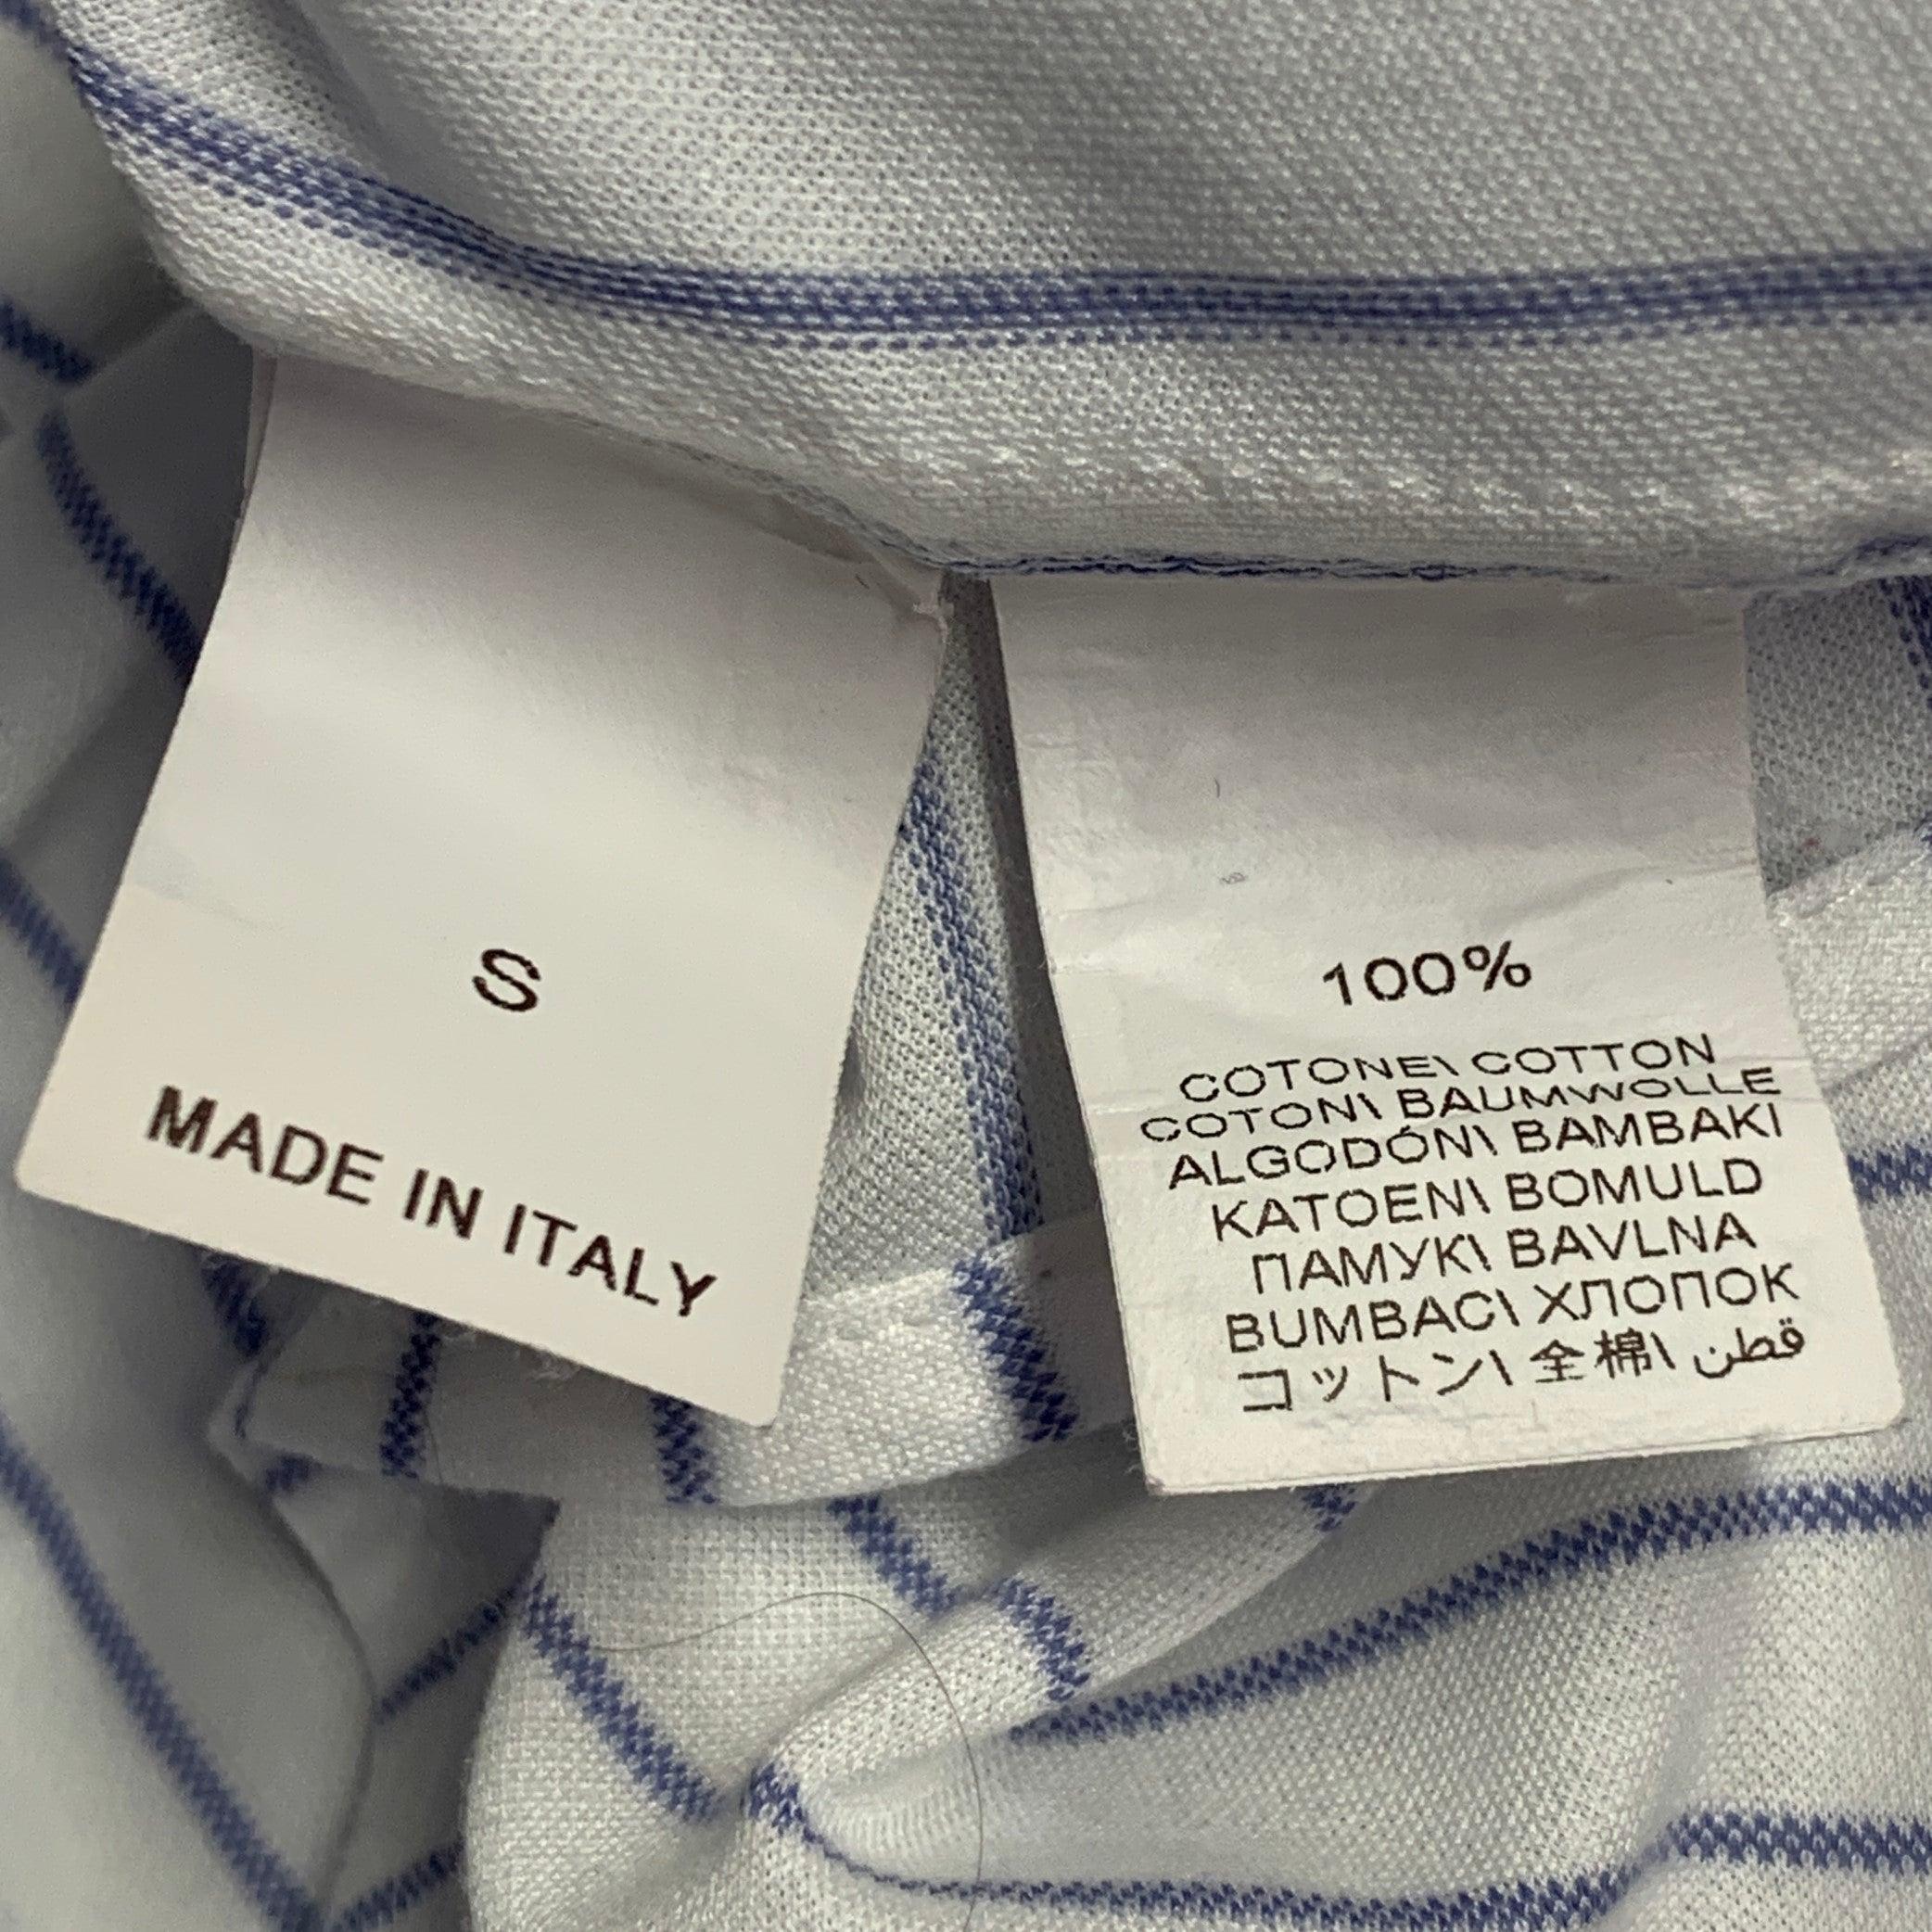 S
MADE IN ITALY
100%
COTONE\ COTTON
COTON\ BAUMWOLLE
ALGODÓN\ BAMBAKI
KATOEN\ BOMULD
ПАМУК\ BAVLNA
BUMBAC\ ХЛОПОК
コットン\ 全棉\ قطن